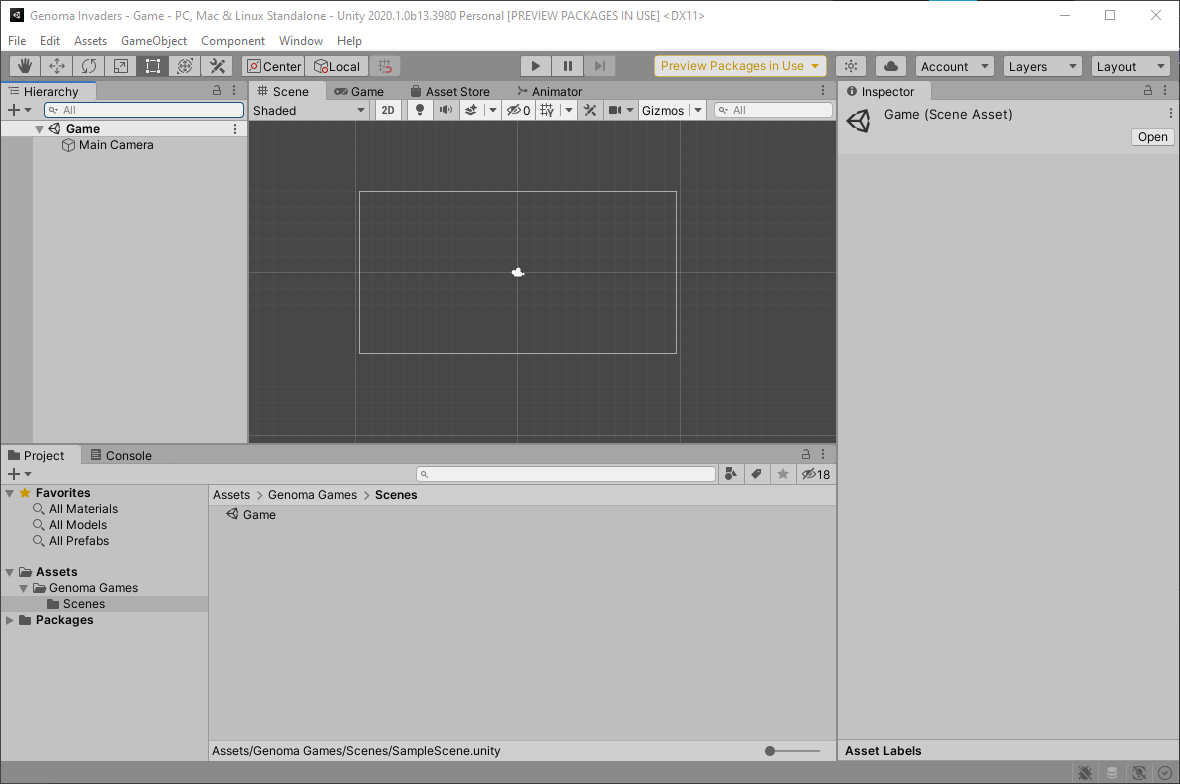 Genoma Invaders - Game - PC, Mac & Linux Standalone - Unity 2020.1.0b13.3980 Personal [PREVIEW PACKAGES IN USE] <DX11>
File Edit Assets GameObject Component Window Help
Center Local Preview Packages in Use Account Layers Layout
Hierarchy Scene Game Asset Store Animator Inspector
All Shaded 2D 0 Gizmos All
Game
Main Camera
Game (Scene Asset)
Open
Project Console
18
Favorites
All Materials
All Models
All Prefabs
Assets
Genoma Games
Scenes
Packages
Assets > Genoma Games > Scenes
Game
Assets/Genoma Games/Scenes/SampleScene.unity
Asset Labels